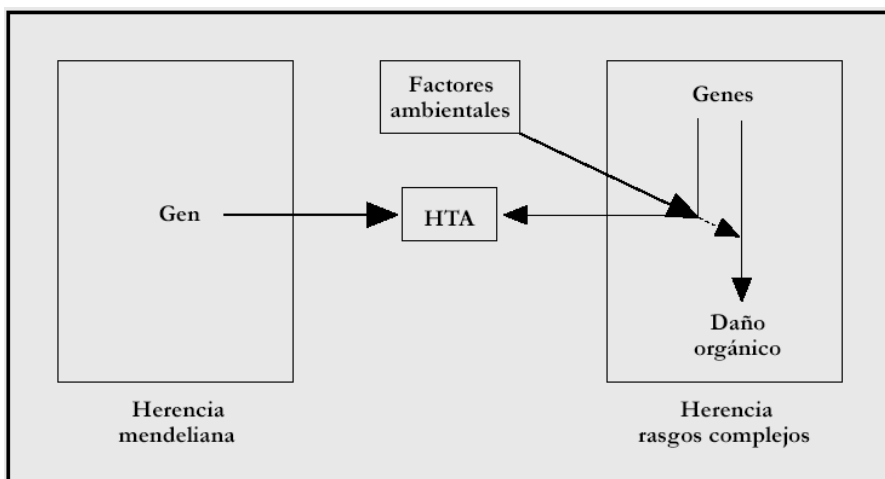 Factores
ambientales
Genes
Gen
HTA
Daño
orgánico
Herencia
mendeliana
Herencia
rasgos complejos